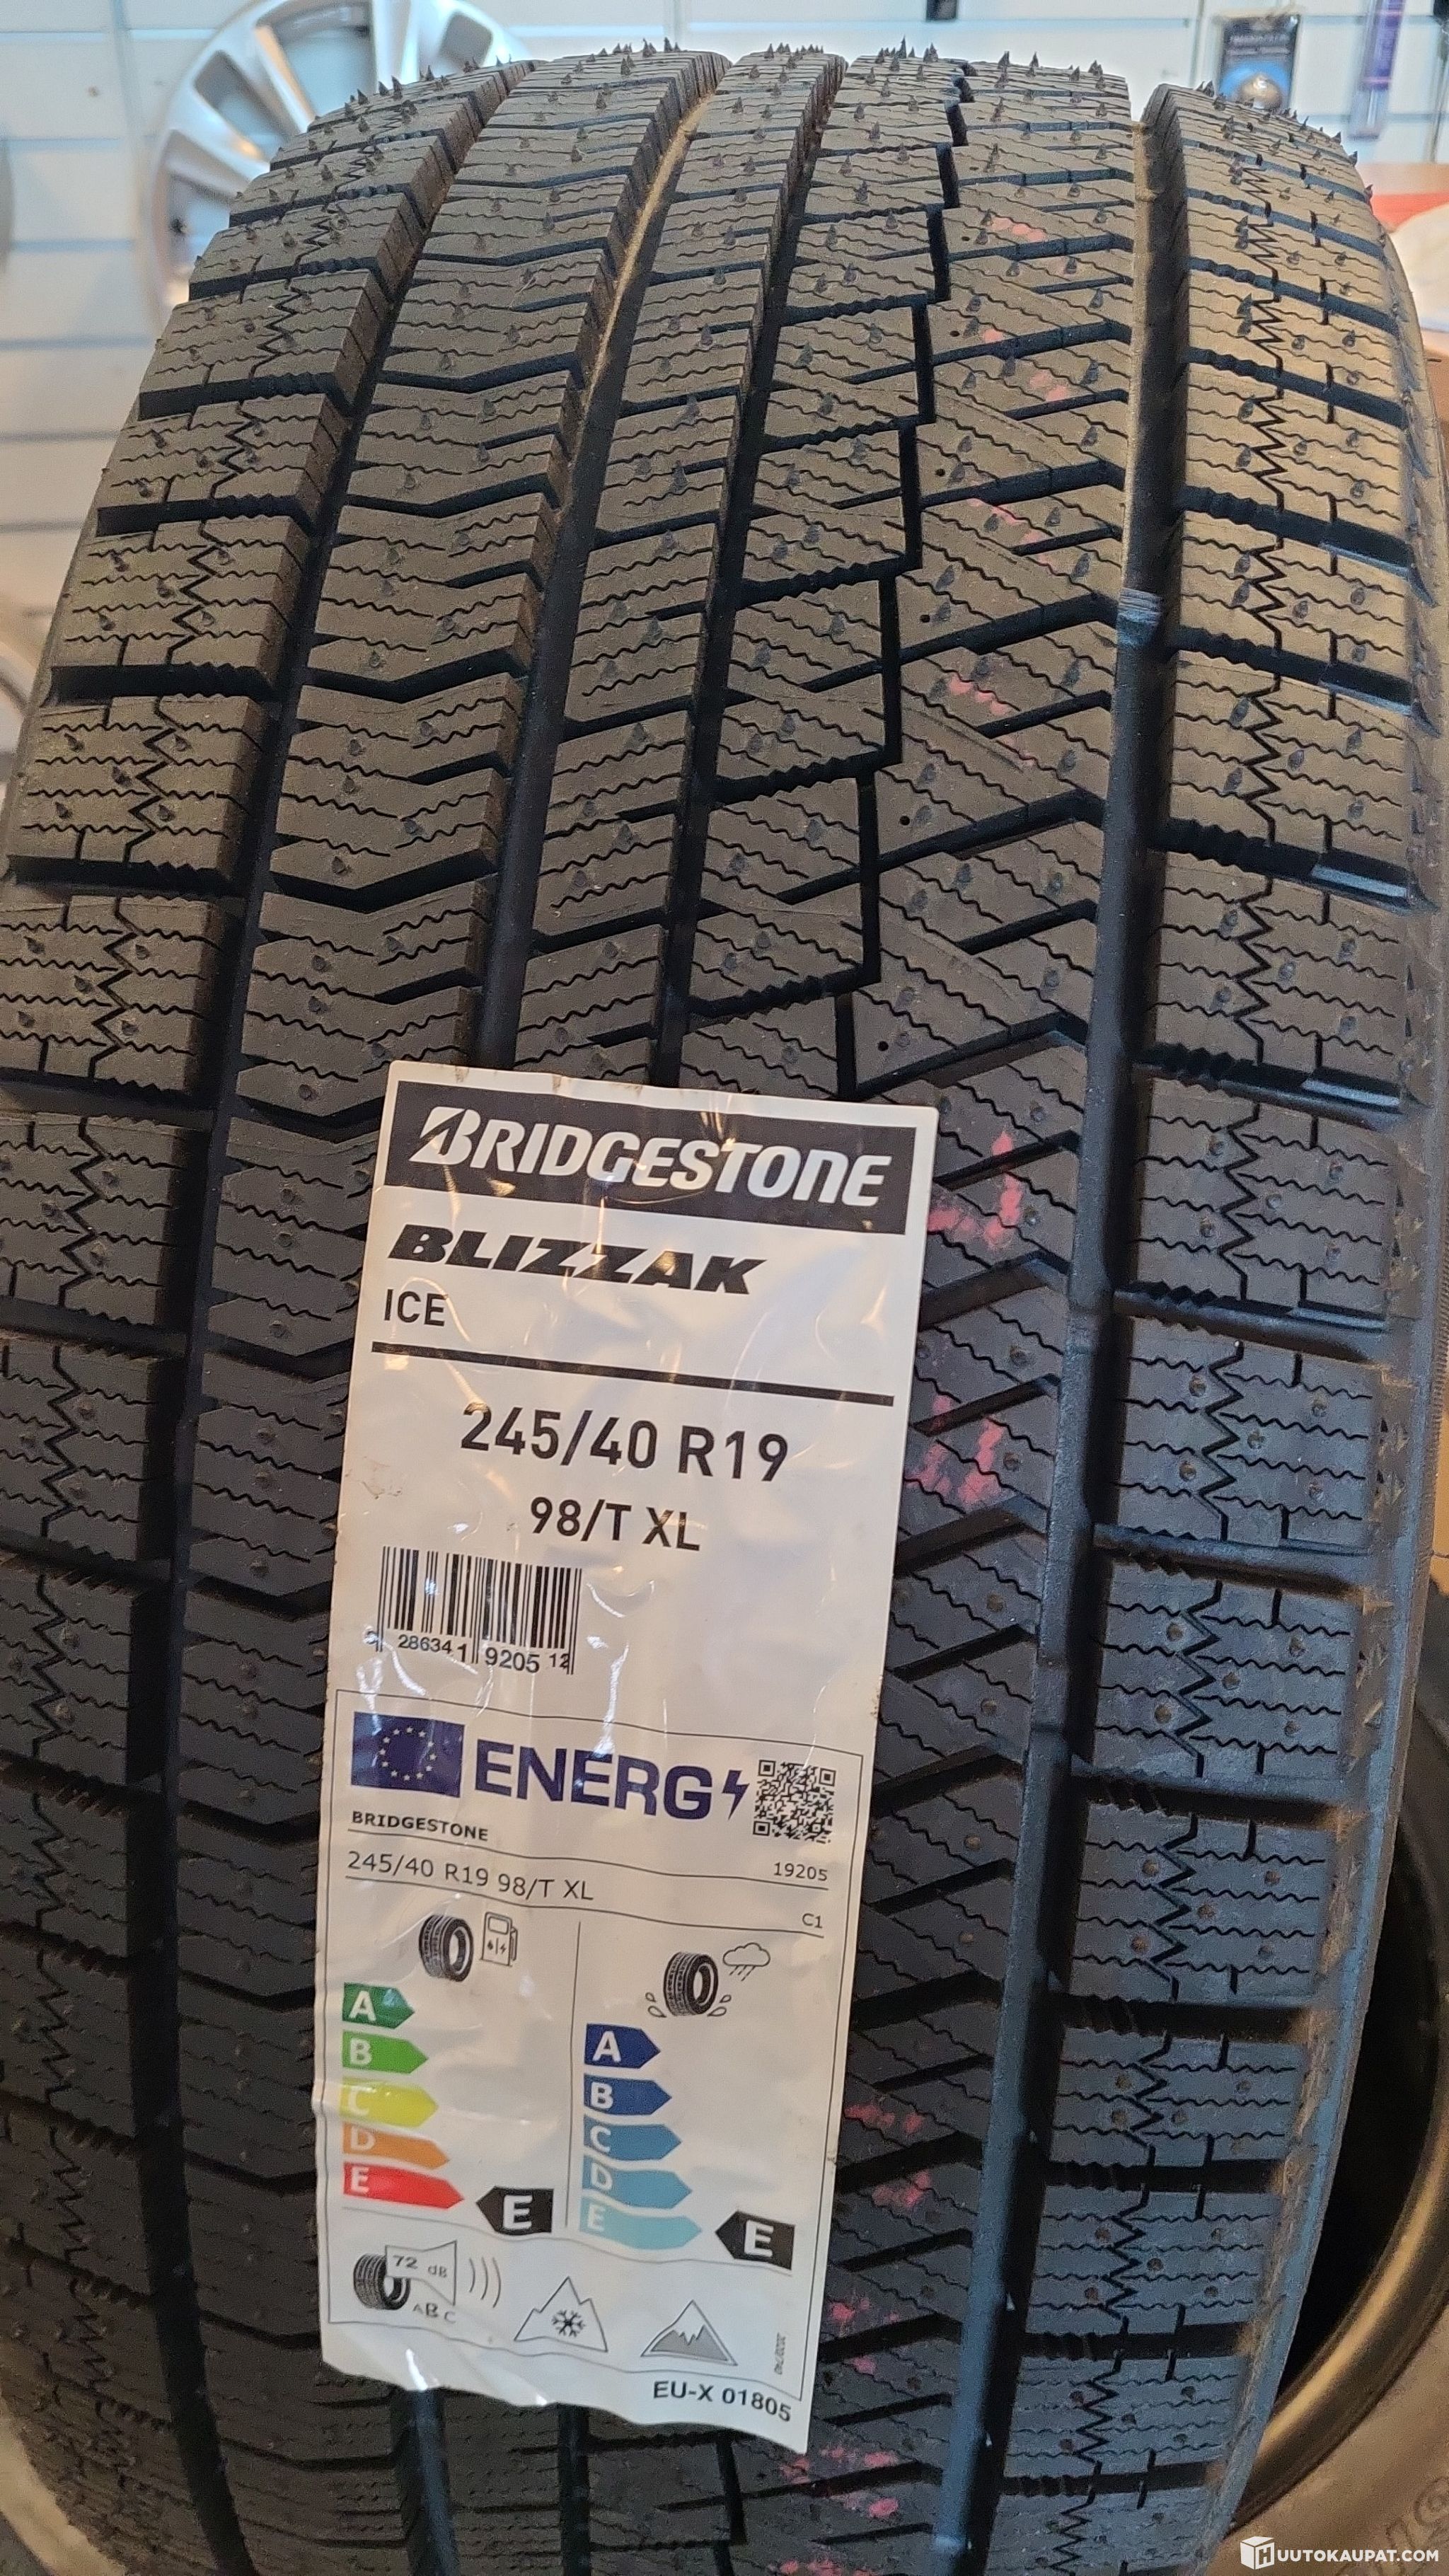 BRIDGESTONE
BLIZZAK
ICE
245/40 R19
98/T XL
28634 1 9205 12
ENERG
BRIDGESTONE
19205
245/40 R19 98/T XL
C1
A
B
C
D
E
E
A
B
C
D
E
E
72 dB
ABC
EU-X 01805
HUUTOKAUPAT.COM